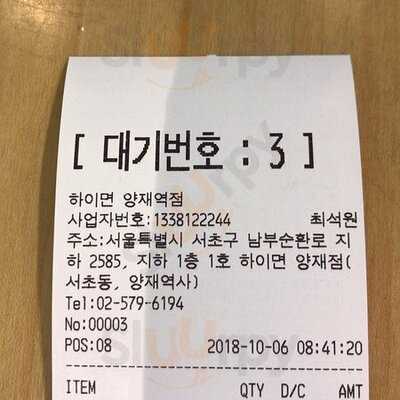 [ 대기번호 : 3 ]
하이면 양재역점
사업자번호:1338122244 최석원
주소:서울특별시 서초구 남부순환로 지
하 2585, 지하 1층 1호 하이면 양재점(
서초동, 양재역사)
Tel:02-579-6194
No:00003
POS:08 2018-10-06 08:41:20
ITEM QTY D/C AMT
sluurpy
sluurpy
sluurpy